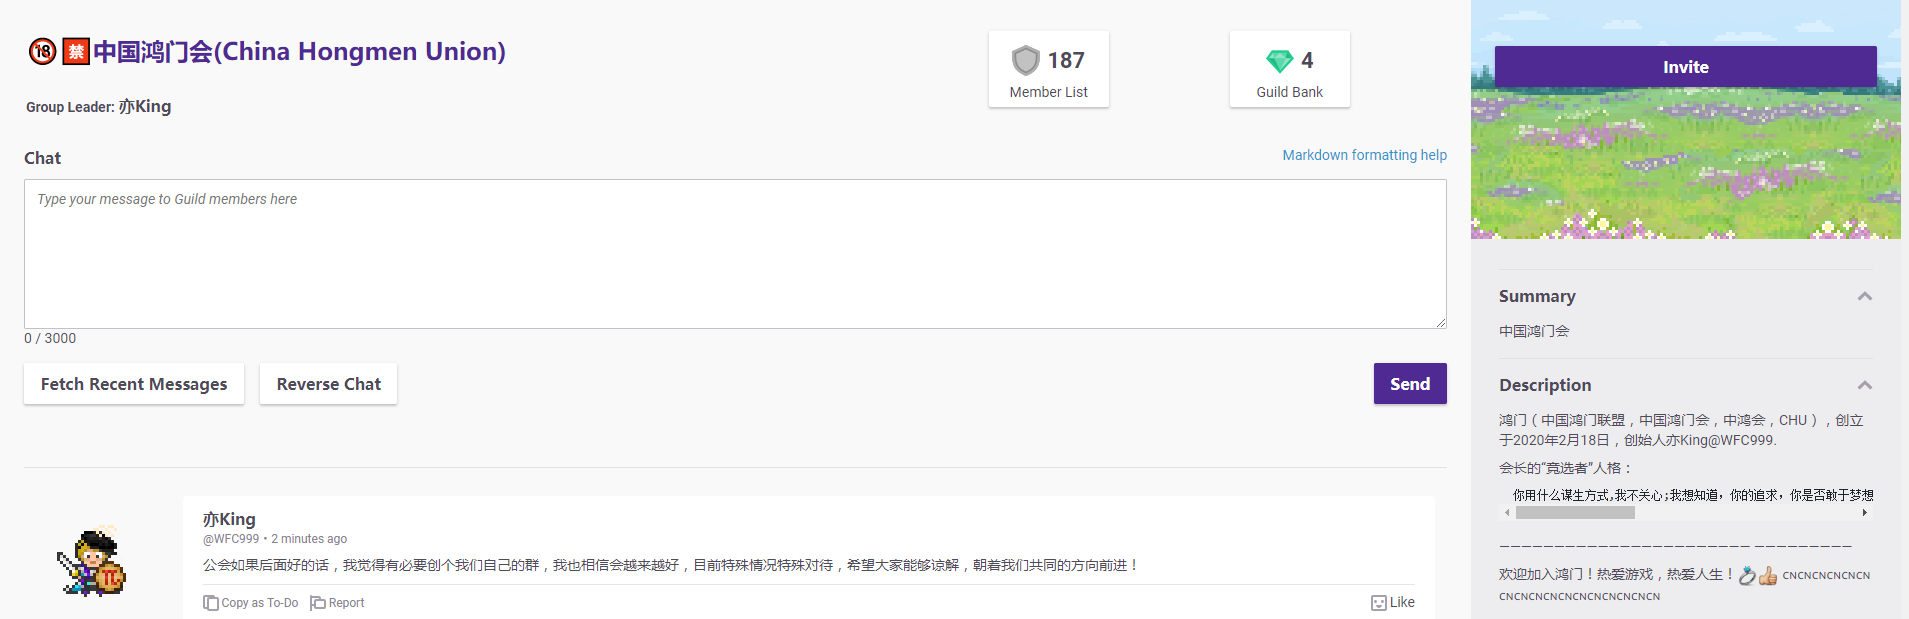 🔞禁中国鸿门会(China Hongmen Union)
187
Member List
4
Guild Bank
Group Leader: 亦King
Chat
Markdown formatting help
Type your message to Guild members here
0 / 3000
Fetch Recent Messages
Reverse Chat
Send
亦King
@WFC999 • 2 minutes ago
公会如果后面好的话，我觉得有必要创个我们自己的群，我也相信会越来越好，目前特殊情况特殊对待，希望大家能够谅解，朝着我们共同的方向前进！
Copy as To-Do
Report
Like
Invite
Summary
中国鸿门会
Description
鸿门（中国鸿门联盟，中国鸿门会，中鸿会，CHU），创立
于2020年2月18日，创始人亦King@WFC999.
会长的“竞选者”人格：
你用什么谋生方式,我不关心;我想知道，你的追求，你是否敢于梦想
———————————————————————— —————————
欢迎加入鸿门！热爱游戏，热爱人生！💍👍 CNCNCNCNCNCN
CNCNCNCNCNCNCNCNCNCNCN